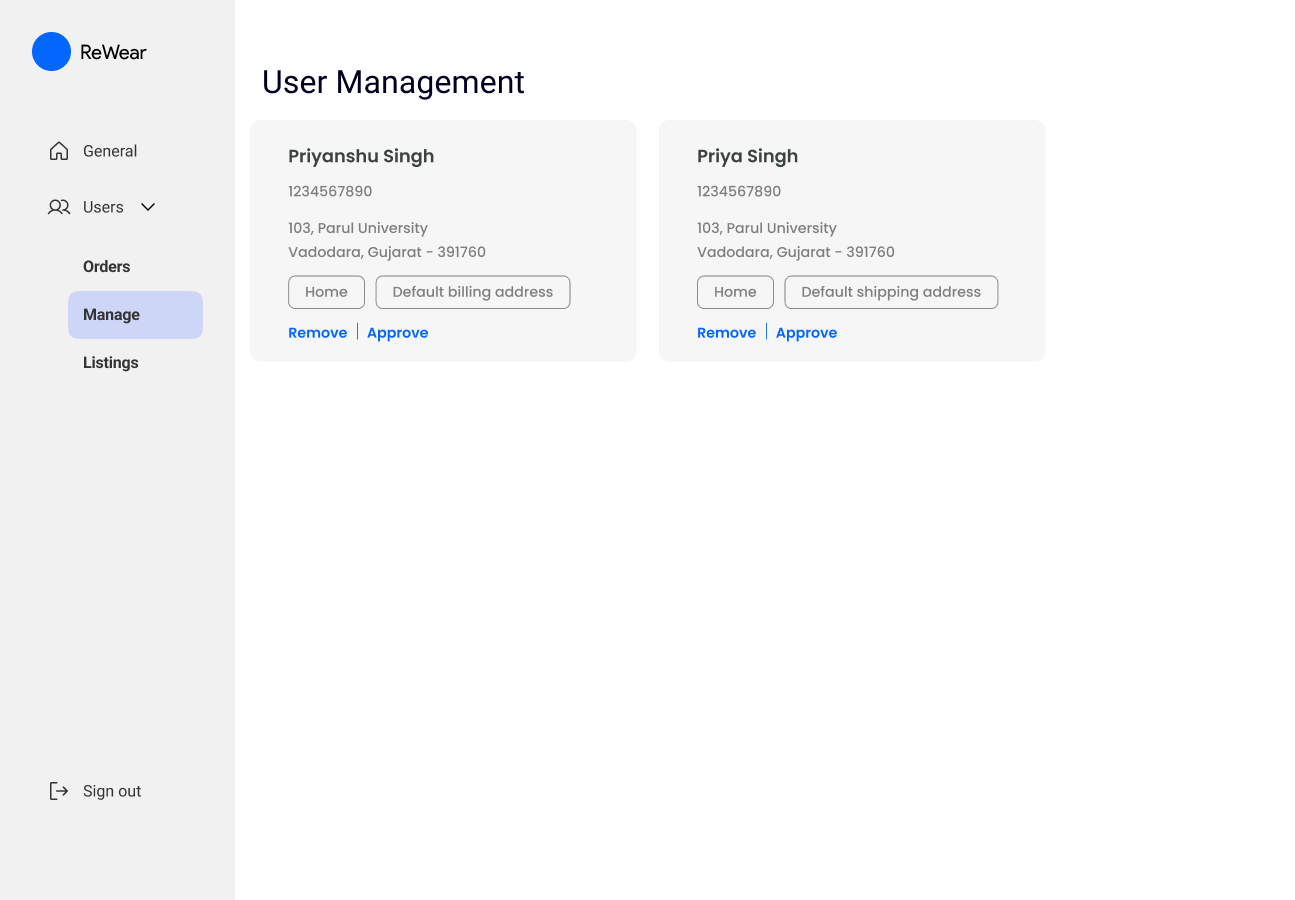 ReWear
General
Users
Orders
Manage
Listings
Sign out
User Management
Priyanshu Singh
1234567890
103, Parul University
Vadodara, Gujarat - 391760
Home
Default billing address
Remove
Approve
Priya Singh
1234567890
103, Parul University
Vadodara, Gujarat - 391760
Home
Default shipping address
Remove
Approve